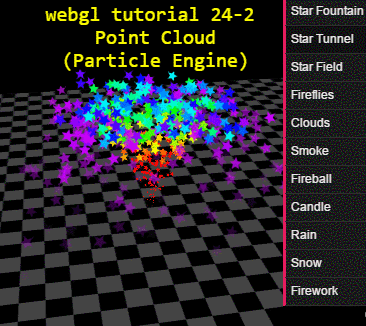 webgl tutorial 24-2
Point Cloud
(Particle Engine)
Star Fountain
Star Tunnel
Star Field
Fireflies
Clouds
Smoke
Fireball
Candle
Rain
Snow
Firework